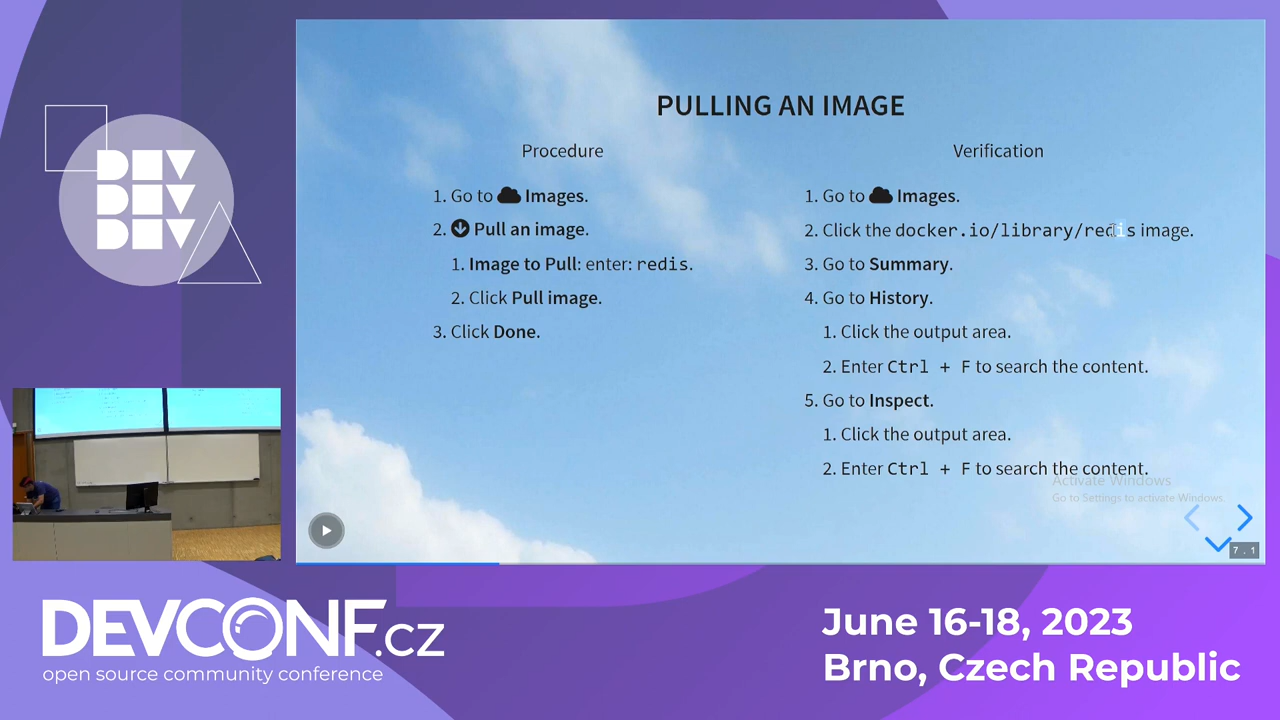 PULLING AN IMAGE
Procedure
1. Go to Images.
2. Pull an image.
1. Image to Pull: enter: redis.
2. Click Pull image.
3. Click Done.
Verification
1. Go to Images.
2. Click the docker.io/library/redis image.
3. Go to Summary.
4. Go to History.
1. Click the output area.
2. Enter Ctrl + F to search the content.
5. Go to Inspect.
1. Click the output area.
2. Enter Ctrl + F to search the content.
Activate Windows
Go to Settings to activate Windows.
7 . 1
DEV
DEV
DEV
DEVCONF.CZ
open source community conference
June 16-18, 2023
Brno, Czech Republic